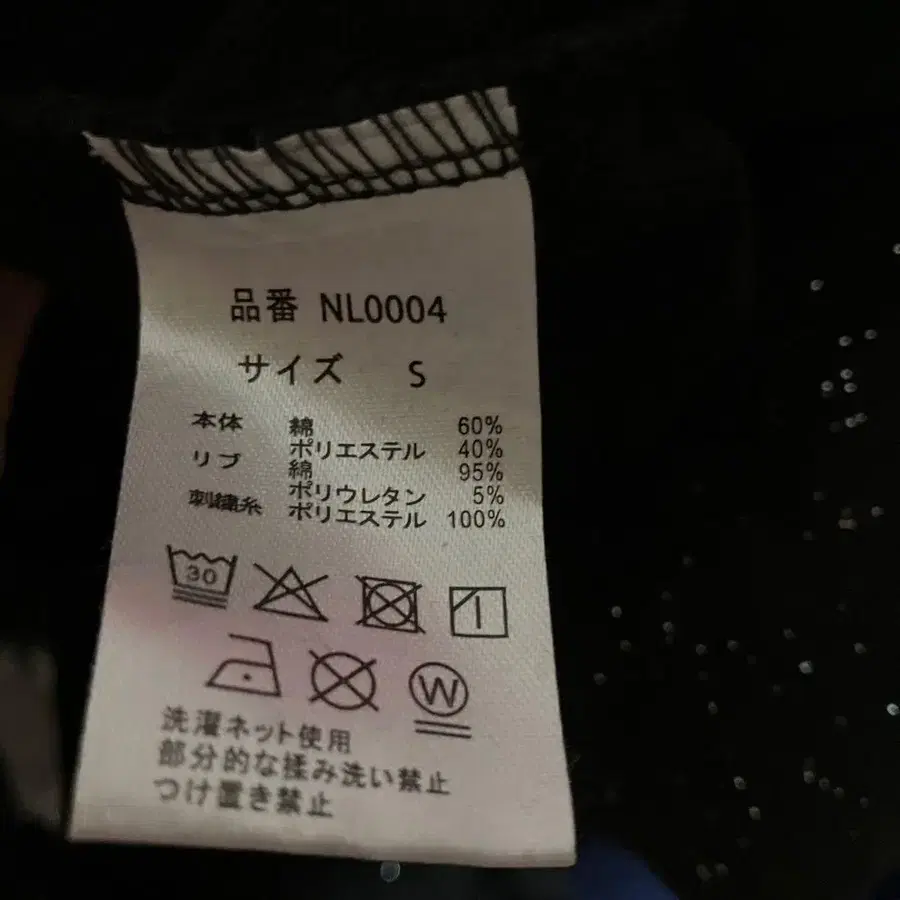 品番 NL0004
サイズ S
本体 綿 60%
ポリエステル 40%
リブ 綿 95%
ポリウレタン 5%
刺繍糸 ポリエステル 100%
30
W
洗濯ネット使用
部分的な揉み洗い禁止
つけ置き禁止